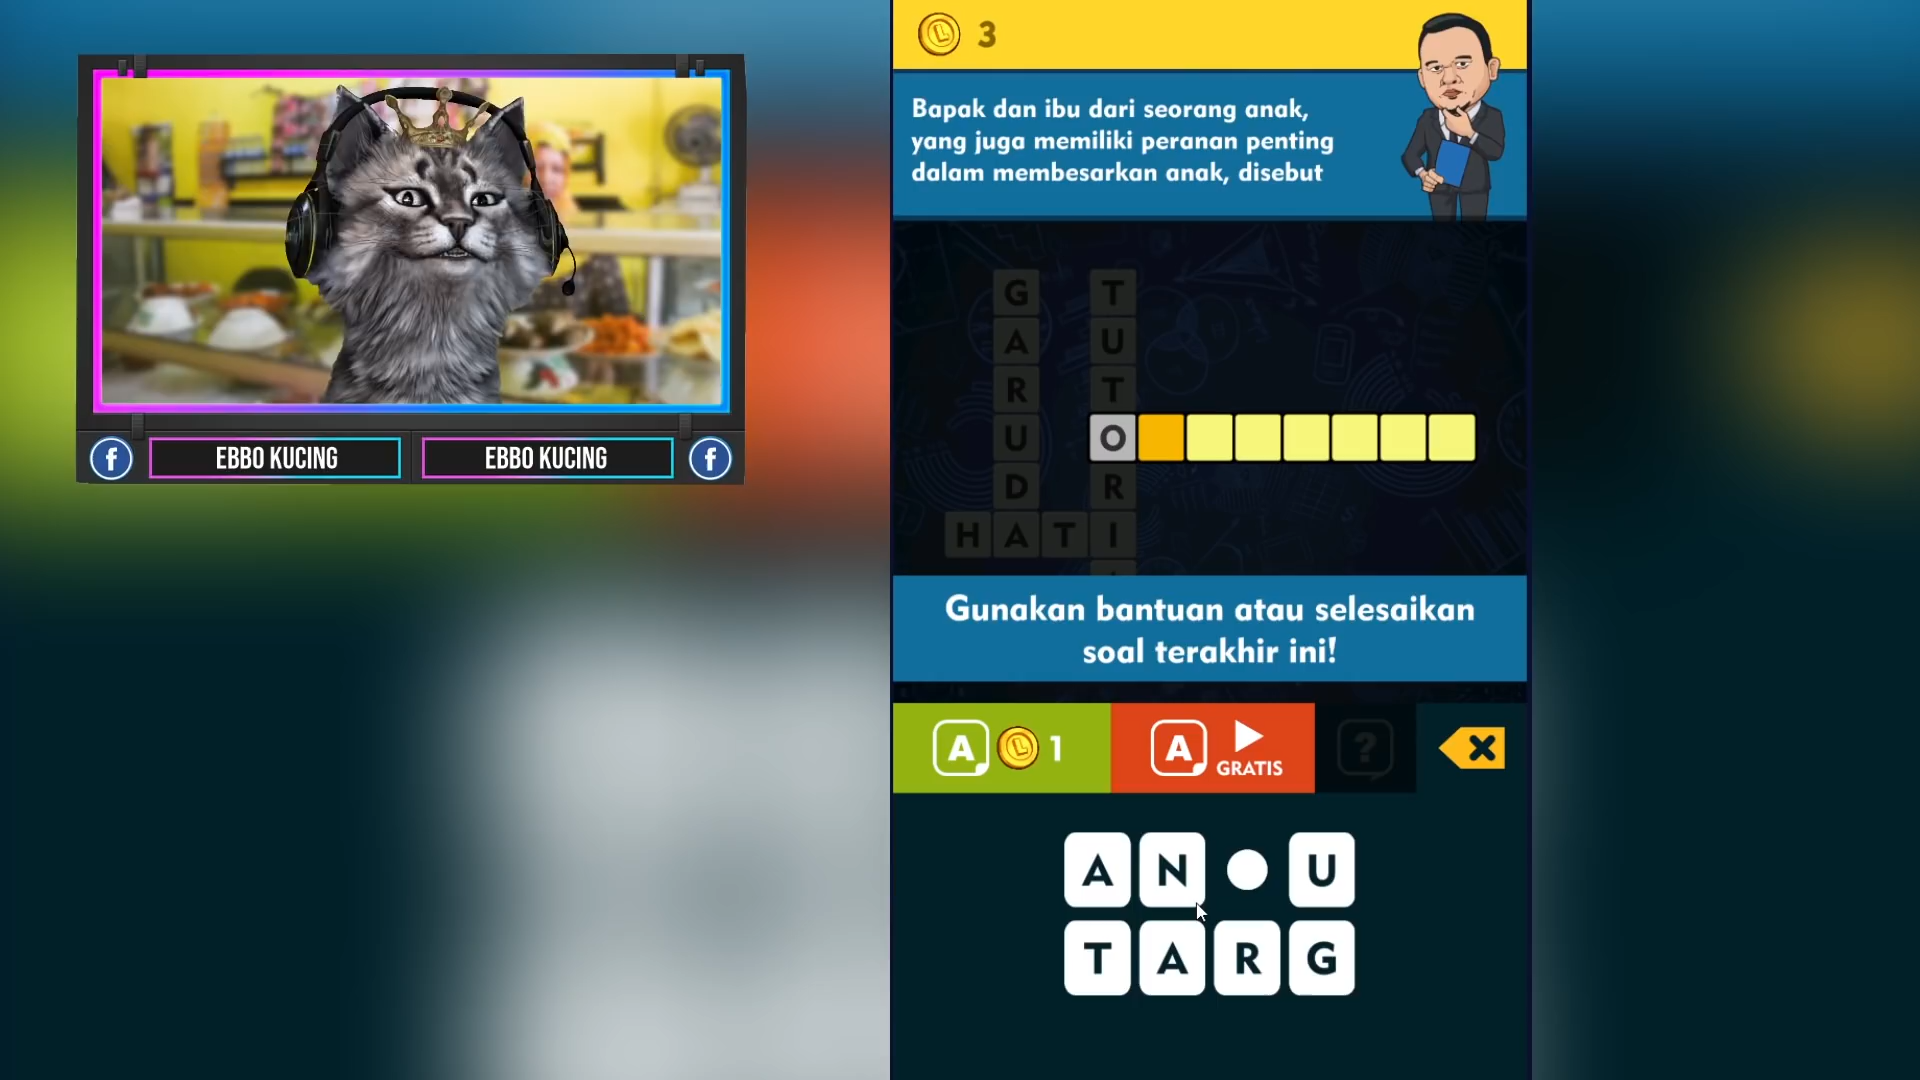 3
Bapak dan ibu dari seorang anak,
yang juga memiliki peranan penting
dalam membesarkan anak, disebut
G T
A U
R T
U O
D R
H A T I
Gunakan bantuan atau selesaikan
soal terakhir ini!
A 1 A GRATIS ?
A N U
T A R G
EBBO KUCING EBBO KUCING